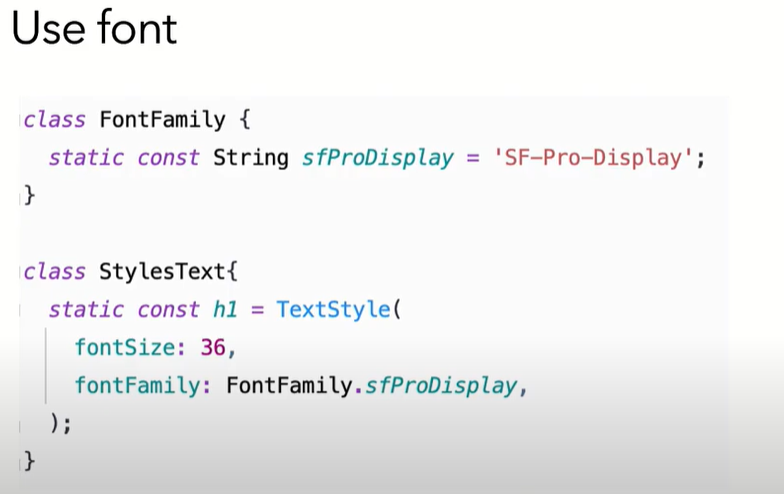 Use font
class FontFamily {
static const String sfProDisplay = 'SF-Pro-Display';
}
class StylesText{
static const h1 = TextStyle(
fontSize: 36,
fontFamily: FontFamily.sfProDisplay,
);
}